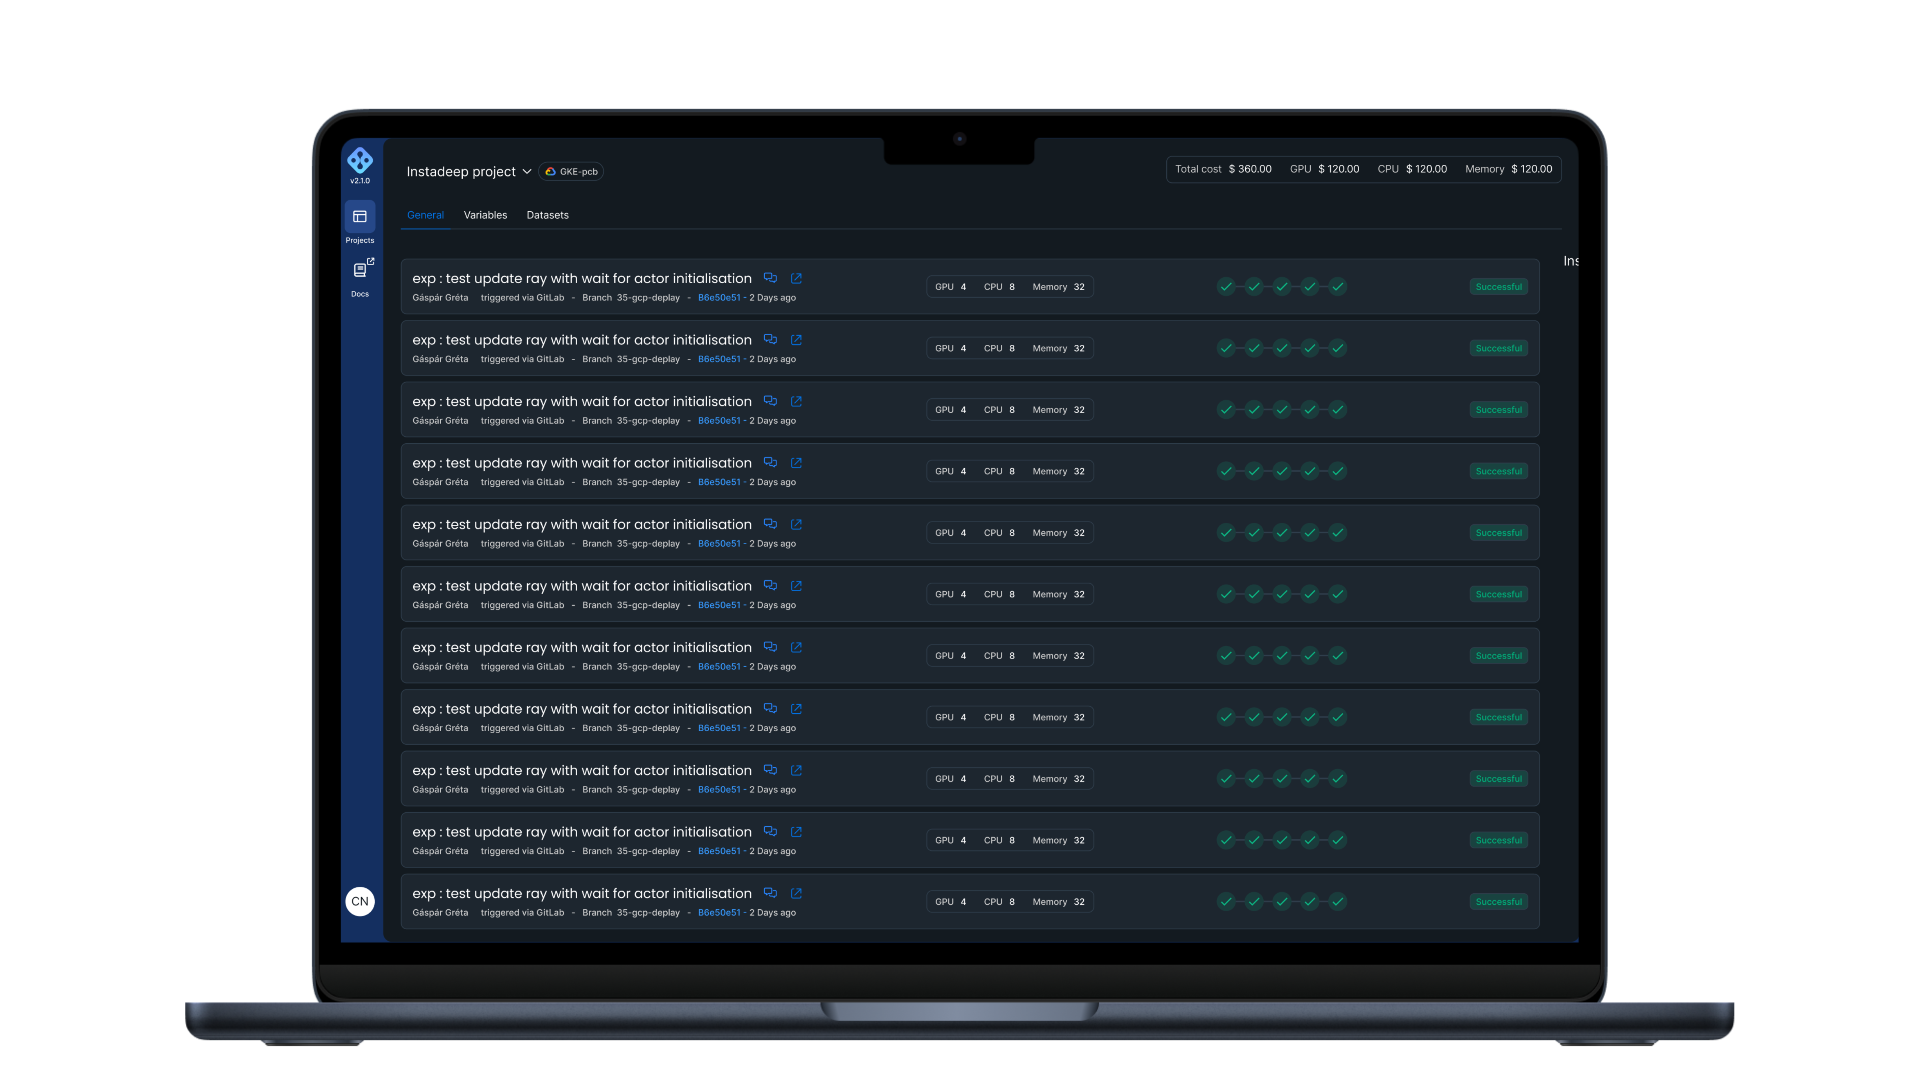 v2.1.0
Projects
Docs
CN
Instadeep project GKE-pcb
Total cost $ 360.00 GPU $ 120.00 CPU $ 120.00 Memory $ 120.00
General Variables Datasets
Ins
exp : test update ray with wait for actor initialisation
Gáspár Gréta triggered via GitLab - Branch 35-gcp-deplay - B6e50e51 - 2 Days ago
GPU 4 CPU 8 Memory 32
Successful
exp : test update ray with wait for actor initialisation
Gáspár Gréta triggered via GitLab - Branch 35-gcp-deplay - B6e50e51 - 2 Days ago
GPU 4 CPU 8 Memory 32
Successful
exp : test update ray with wait for actor initialisation
Gáspár Gréta triggered via GitLab - Branch 35-gcp-deplay - B6e50e51 - 2 Days ago
GPU 4 CPU 8 Memory 32
Successful
exp : test update ray with wait for actor initialisation
Gáspár Gréta triggered via GitLab - Branch 35-gcp-deplay - B6e50e51 - 2 Days ago
GPU 4 CPU 8 Memory 32
Successful
exp : test update ray with wait for actor initialisation
Gáspár Gréta triggered via GitLab - Branch 35-gcp-deplay - B6e50e51 - 2 Days ago
GPU 4 CPU 8 Memory 32
Successful
exp : test update ray with wait for actor initialisation
Gáspár Gréta triggered via GitLab - Branch 35-gcp-deplay - B6e50e51 - 2 Days ago
GPU 4 CPU 8 Memory 32
Successful
exp : test update ray with wait for actor initialisation
Gáspár Gréta triggered via GitLab - Branch 35-gcp-deplay - B6e50e51 - 2 Days ago
GPU 4 CPU 8 Memory 32
Successful
exp : test update ray with wait for actor initialisation
Gáspár Gréta triggered via GitLab - Branch 35-gcp-deplay - B6e50e51 - 2 Days ago
GPU 4 CPU 8 Memory 32
Successful
exp : test update ray with wait for actor initialisation
Gáspár Gréta triggered via GitLab - Branch 35-gcp-deplay - B6e50e51 - 2 Days ago
GPU 4 CPU 8 Memory 32
Successful
exp : test update ray with wait for actor initialisation
Gáspár Gréta triggered via GitLab - Branch 35-gcp-deplay - B6e50e51 - 2 Days ago
GPU 4 CPU 8 Memory 32
Successful
exp : test update ray with wait for actor initialisation
Gáspár Gréta triggered via GitLab - Branch 35-gcp-deplay - B6e50e51 - 2 Days ago
GPU 4 CPU 8 Memory 32
Successful